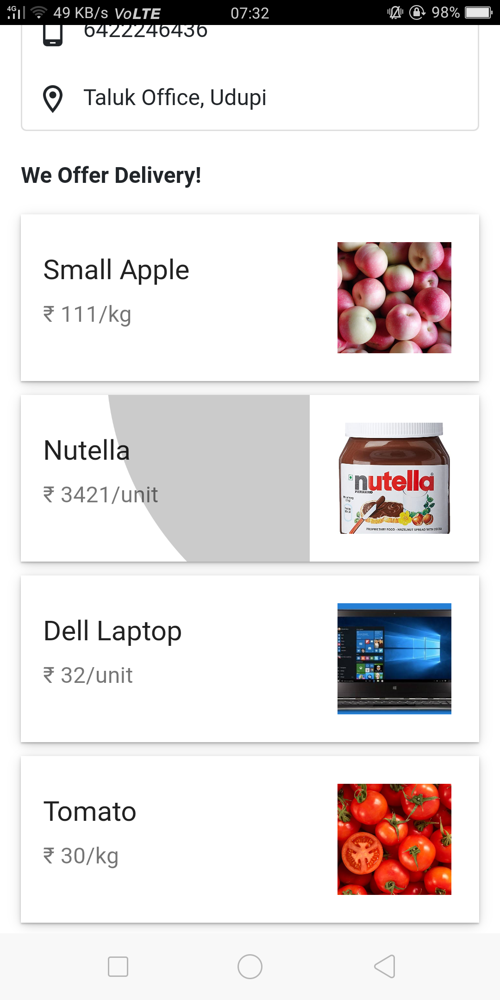 4G 49 KB/s VoLTE 07:32 98%
6422246436
Taluk Office, Udupi
We Offer Delivery!
Small Apple
₹ 111/kg
Nutella
₹ 3421/unit
nutella
FERRERO
PROPRIETARY FOOD - HAZELNUT SPREAD WITH COCOA
Dell Laptop
₹ 32/unit
Tomato
₹ 30/kg